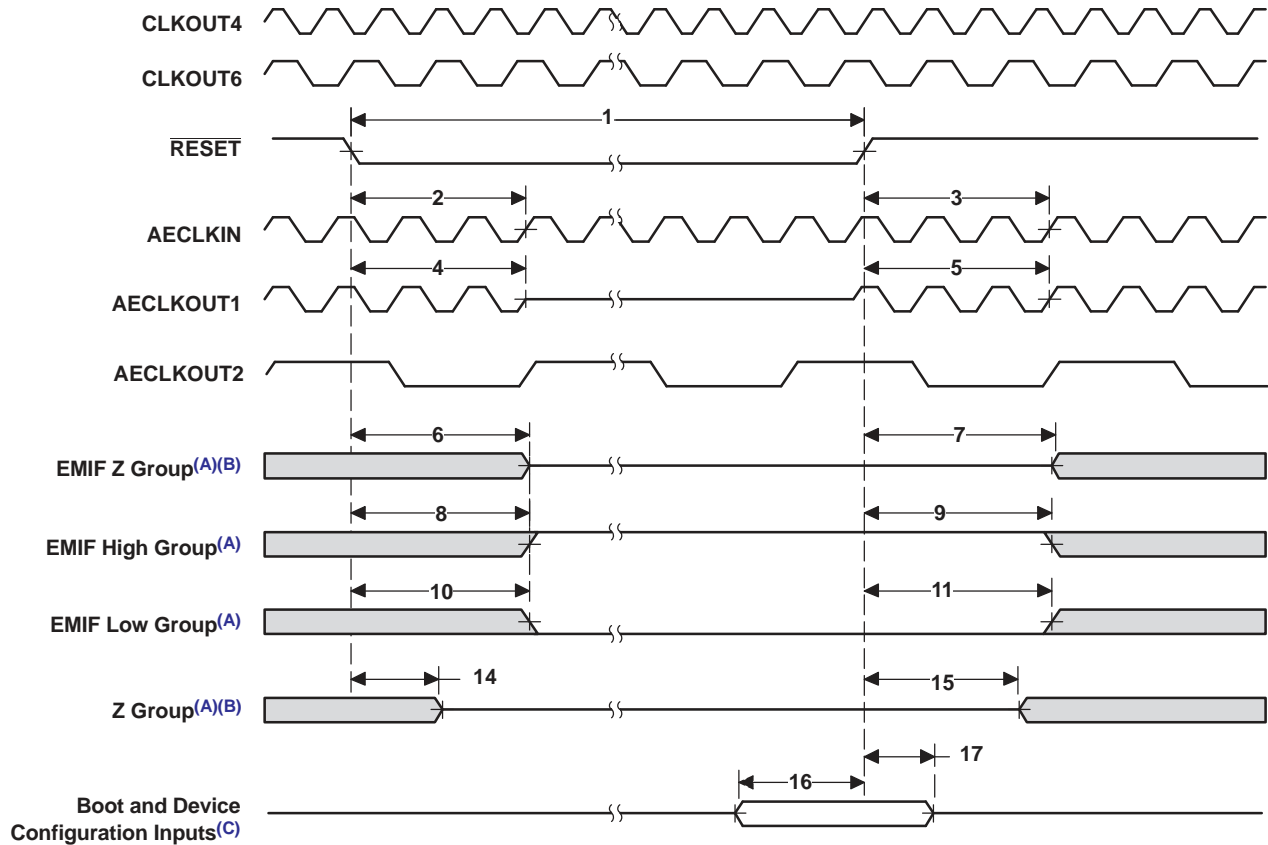 CLKOUT4
CLKOUT6
1
RESET
2
3
AECLKIN
4
5
AECLKOUT1
AECLKOUT2
6
7
EMIF Z Group(A)(B)
8
9
EMIF High Group(A)
10
11
EMIF Low Group(A)
14
15
Z Group(A)(B)
17
16
Boot and Device
Configuration Inputs(C)